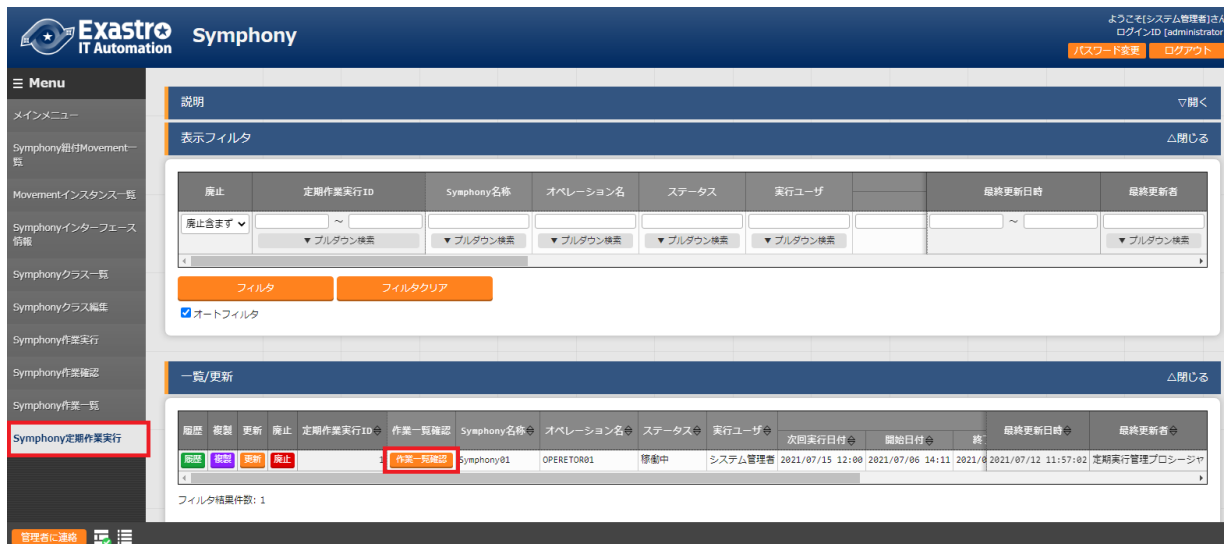 Exastro
IT Automation
Symphony
ようこそ[システム管理者]さん
ログインID [administrator
パスワード変更
ログアウト
Menu
メインメニュー
Symphony紐付Movement一
覧
Movementインスタンス一覧
Symphonyインターフェース
情報
Symphonyクラス一覧
Symphonyクラス編集
Symphony作業実行
Symphony作業確認
Symphony作業一覧
Symphony定期作業実行
説明 ▽開く
表示フィルタ △閉じる
廃止 定期作業実行ID Symphony名称 オペレーション名 ステータス 実行ユーザ 最終更新日時 最終更新者
廃止含まず ~ ~
▼ プルダウン検索 ▼ プルダウン検索 ▼ プルダウン検索 ▼ プルダウン検索 ▼ プルダウン検索 ▼ プルダウン検索
フィルタ フィルタクリア
オートフィルタ
一覧/更新 △閉じる
履歴 複製 更新 廃止 定期作業実行ID 作業一覧確認 Symphony名称 オペレーション名 ステータス 実行ユーザ 最終更新日時 最終更新者
次回実行日付 開始日付 終
履歴 複製 更新 廃止 1 作業一覧確認 Symphony01 OPERETOR01 稼働中 システム管理者 2021/07/15 12:00 2021/07/06 14:11 2021/0 2021/07/12 11:57:02 定期実行管理プロシージャ
フィルタ結果件数: 1
管理者に連絡